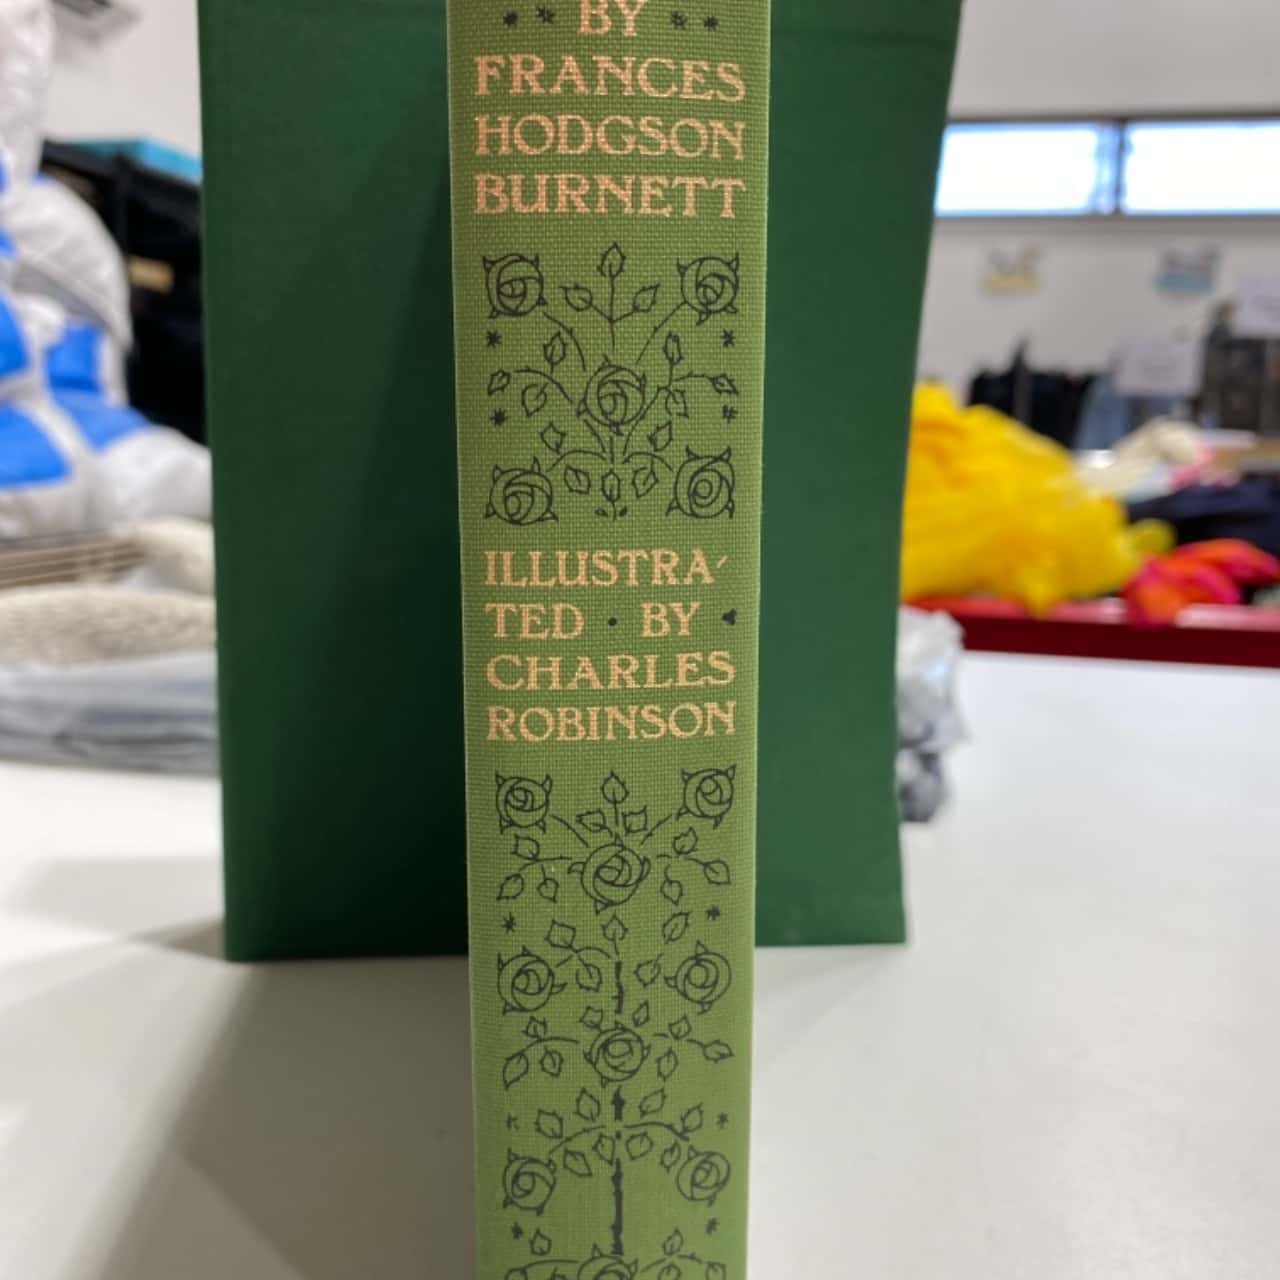 BY
FRANCES
HODGSON
BURNETT
ILLUSTRA-
TED · BY
CHARLES
ROBINSON